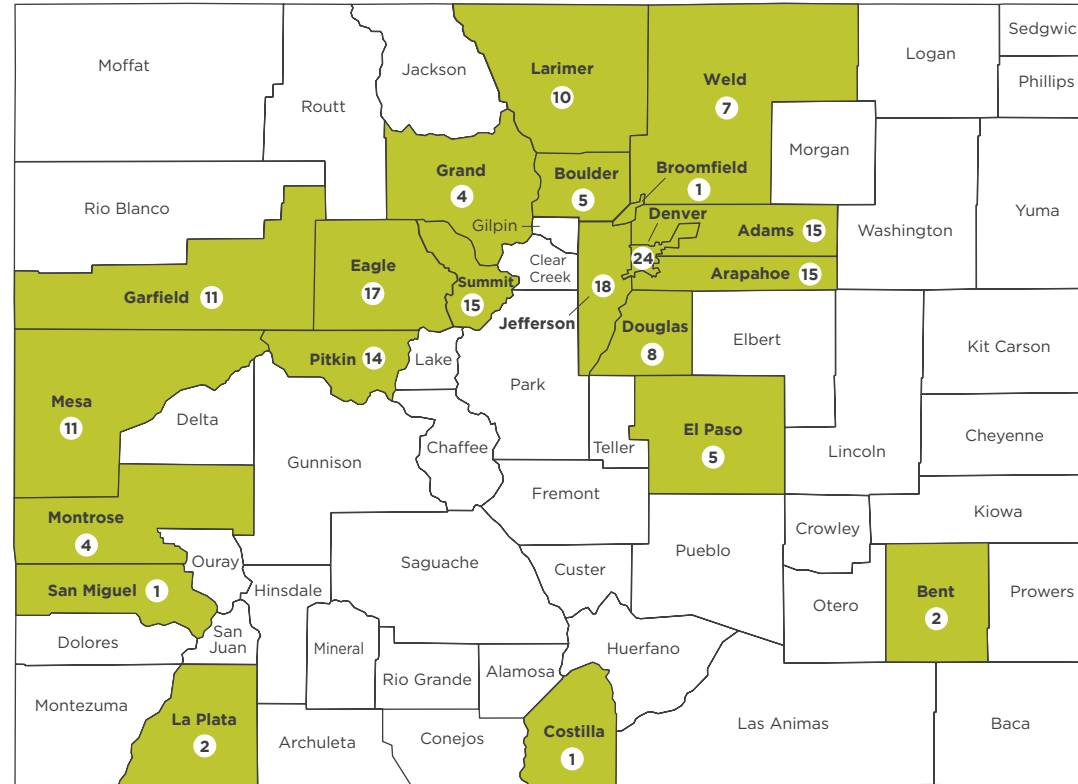 Moffat
Routt
Jackson
Larimer
10
Weld
7
Logan
Sedgwic
Phillips
Morgan
Rio Blanco
Grand
4
Boulder
5
Broomfield
1
Yuma
Gilpin
Denver
24
Adams 15
Washington
Garfield 11
Eagle
17
Summit
15
Clear
Creek
18
Jefferson
Arapahoe 15
Douglas
8
Elbert
Kit Carson
Mesa
11
Pitkin 14
Lake
Park
Delta
Gunnison
Chaffee
Teller
El Paso
5
Lincoln
Cheyenne
Montrose
4
Fremont
Crowley
Kiowa
Ouray
Saguache
Pueblo
San Miguel 1
Hinsdale
Custer
Otero
Bent
2
Prowers
Dolores
San
Juan
Mineral
Rio Grande
Alamosa
Huerfano
Montezuma
La Plata
2
Archuleta
Conejos
Costilla
1
Las Animas
Baca